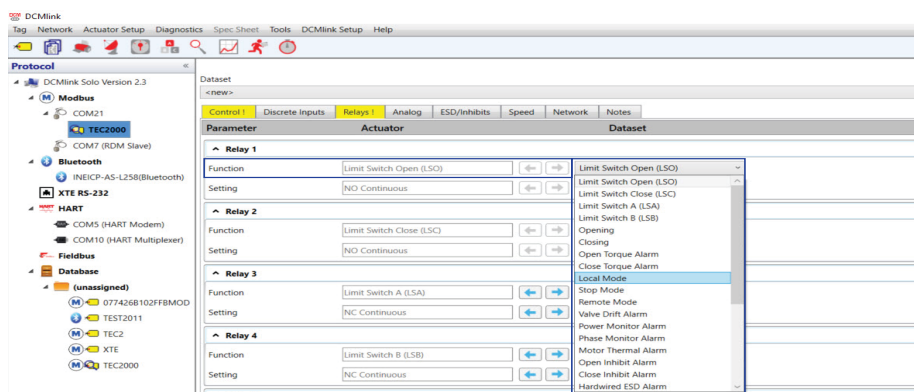 DCMlink
Tag Network Actuator Setup Diagnostics Spec Sheet Tools DCMlink Setup Help
Protocol
DCMlink Solo Version 2.3
Modbus
COM21
TEC2000
COM7 (RDM Slave)
Bluetooth
INEICP-AS-L258(Bluetooth)
XTE RS-232
HART
COM5 (HART Modem)
COM10 (HART Multiplexer)
Fieldbus
Database
(unassigned)
077426B102FFBMOD
TEST2011
TEC2
XTE
TEC2000
Dataset
<new>
Control ! Discrete Inputs Relays ! Analog ESD/Inhibits Speed Network Notes
Parameter Actuator Dataset
Relay 1
Function Limit Switch Open (LSO) Limit Switch Open (LSO)
Setting NO Continuous
Relay 2
Function Limit Switch Close (LSC)
Setting NO Continuous
Relay 3
Function Limit Switch A (LSA)
Setting NC Continuous
Relay 4
Function Limit Switch B (LSB)
Setting NC Continuous
Limit Switch Open (LSO)
Limit Switch Close (LSC)
Limit Switch A (LSA)
Limit Switch B (LSB)
Opening
Closing
Open Torque Alarm
Close Torque Alarm
Local Mode
Stop Mode
Remote Mode
Valve Drift Alarm
Power Monitor Alarm
Phase Monitor Alarm
Motor Thermal Alarm
Open Inhibit Alarm
Close Inhibit Alarm
Hardwired ESD Alarm